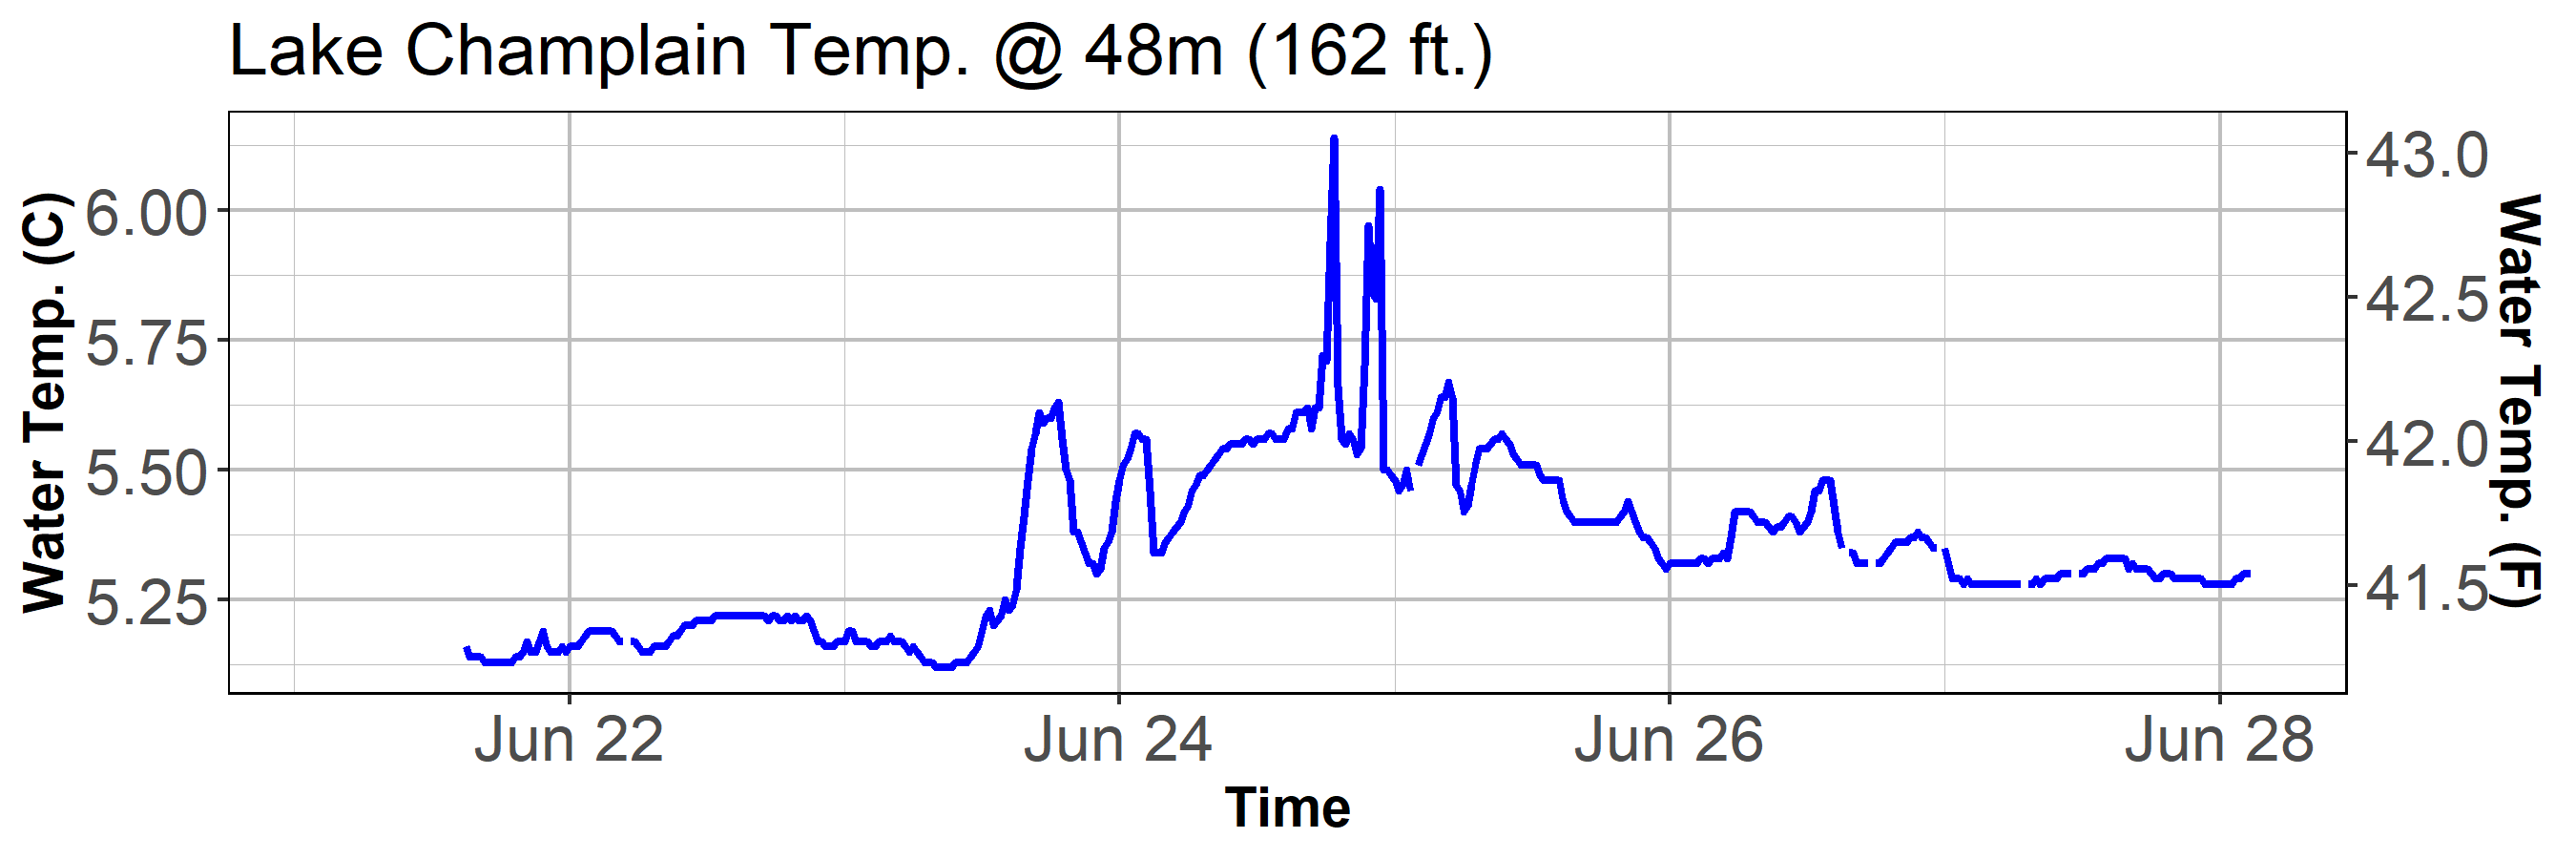 Lake Champlain Temp. @ 48m (162 ft.)
Water Temp. (C)
6.00
5.75
5.50
5.25
43.0
42.5
42.0
41.5
Water Temp. (F)
Jun 22
Jun 24
Jun 26
Jun 28
Time